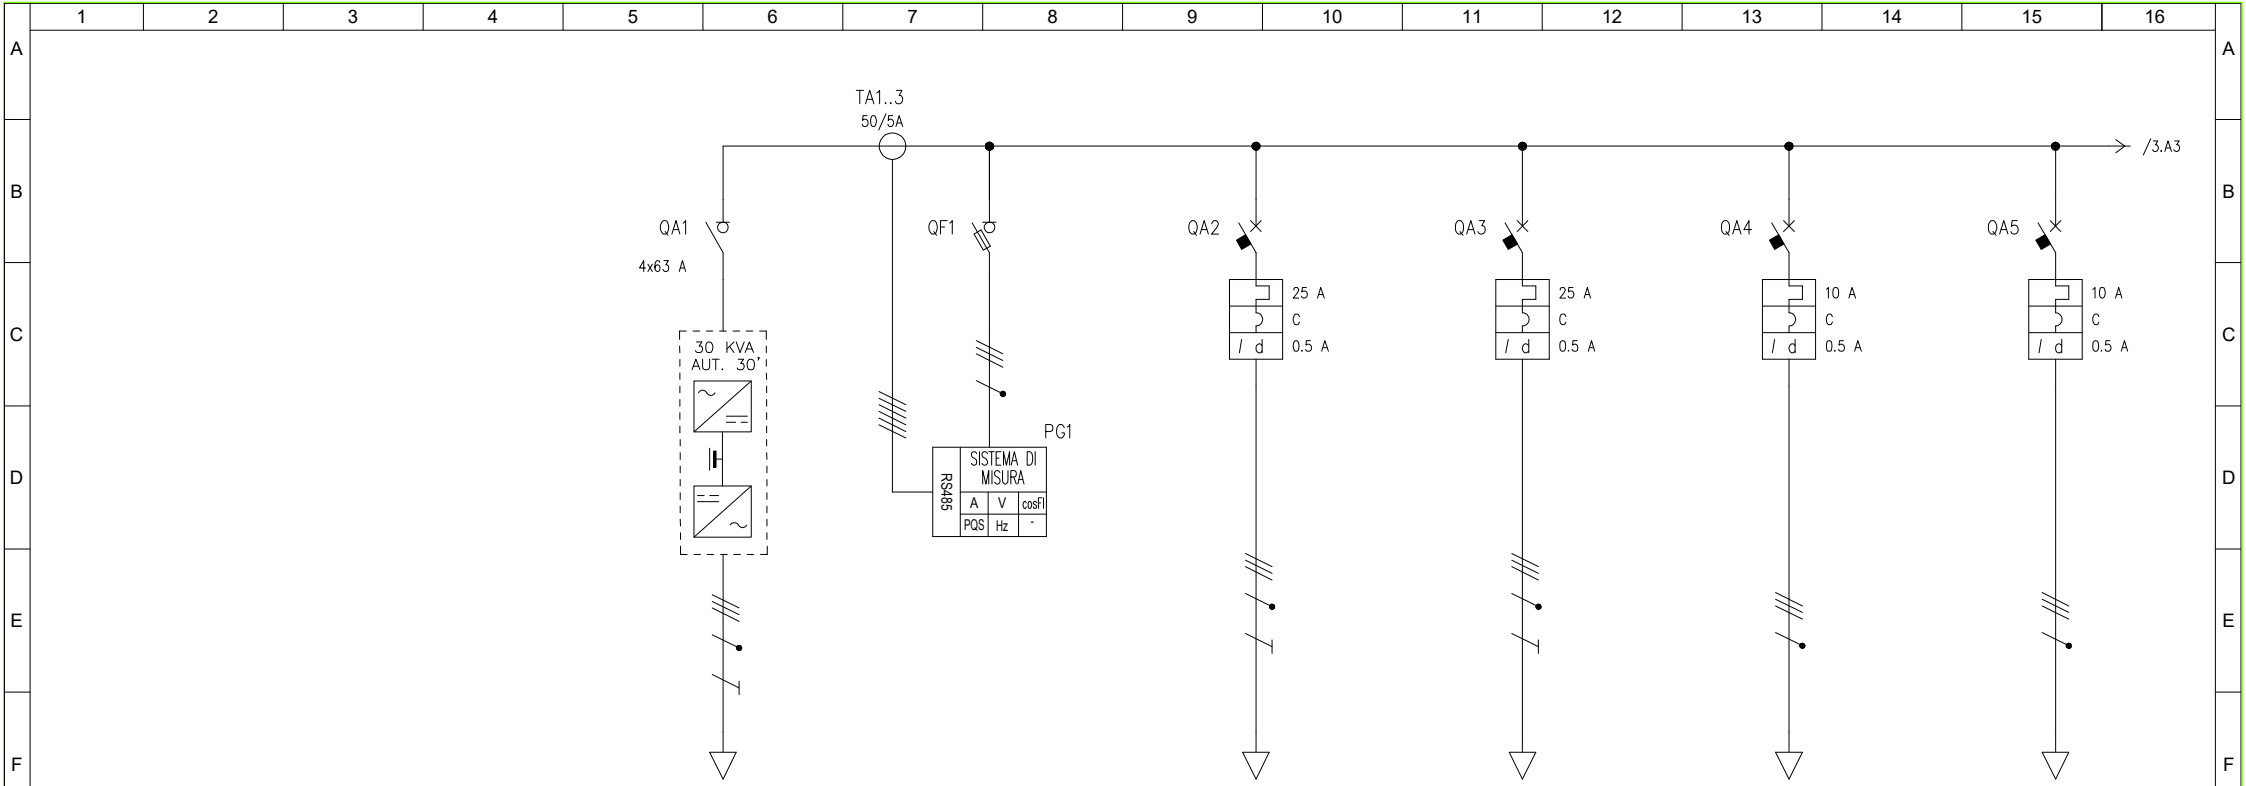 1 2 3 4 5 6 7 8 9 10 11 12 13 14 15 16
A A
TA1..3
50/5A
/3.A3
B B
QA1 QF1 QA2 QA3 QA4 QA5
4x63 A
25 A 25 A 10 A 10 A
C C C C
C C
/ d 0.5 A / d 0.5 A / d 0.5 A / d 0.5 A
30 KVA
AUT. 30'
PG1
SISTEMA DI
MISURA
RS485
D D
A V cosFI
PQS Hz -
E E
F F